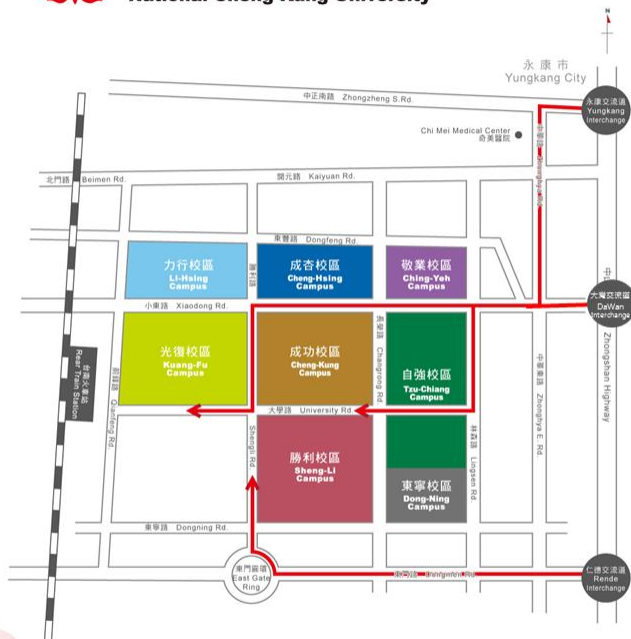 National Cheng Kung University
N
永康市
Yungkang City
永康交流道
Yungkang
Interchange
中正南路 Zhongzheng S.Rd.
Chi Mei Medical Center
奇美醫院
北門路 Beimen Rd.
開元路 Kaiyuan Rd.
東豐路 Dongfeng Rd.
力行校區
Li-Hsing
Campus
勝利路
成杏校區
Cheng-Hsing
Campus
敬業校區
Ching-Yeh
Campus
小東路 Xiaodong Rd.
大灣交流道
DaWan
Interchange
光復校區
Kuang-Fu
Campus
成功校區
Cheng-Kung
Campus
長榮路 Changrong Rd.
自強校區
Tzu-Chiang
Campus
台南火車站
Rear Train Station
前鋒路 Qianfeng Rd.
大學路 University Rd.
中華東路 Zhonghya E. Rd.
Zhongshan Highway
Shengli Rd.
勝利校區
Sheng-Li
Campus
林森路 Lingsen Rd.
東寧校區
Dong-Ning
Campus
東寧路 Dongning Rd.
東門圓環
East Gate
Ring
東門路
仁德交流道
Rende
Interchange